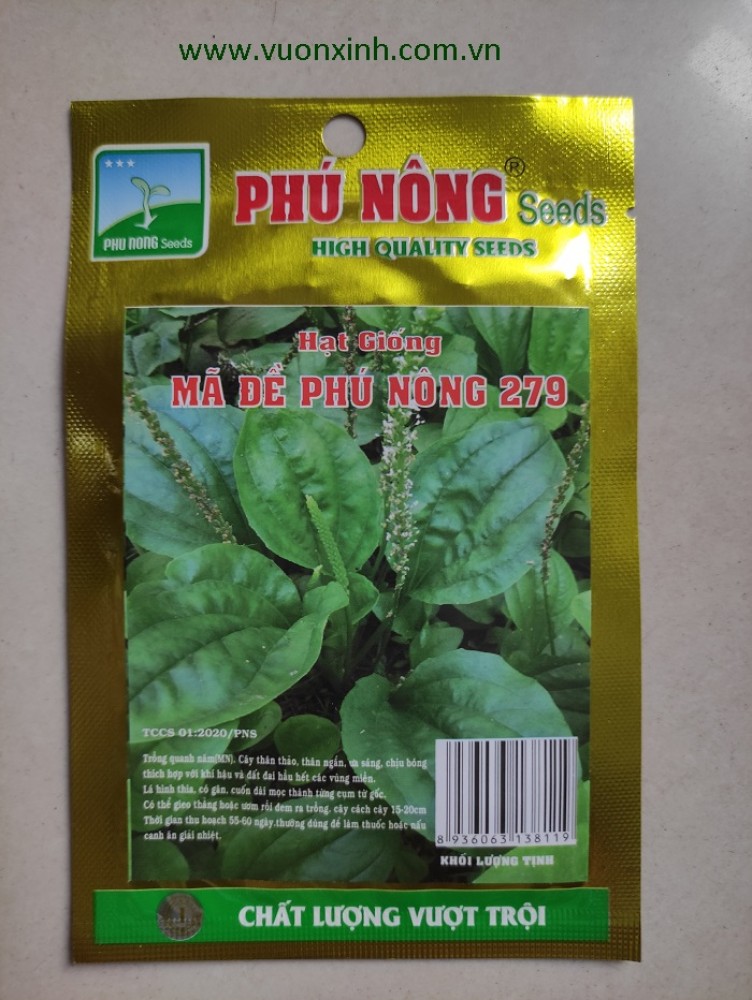 www.vuonxinh.com.vn
PHU NONG Seeds
PHÚ NÔNG® Seeds
HIGH QUALITY SEEDS
Hạt Giống
MÃ ĐỀ PHÚ NÔNG 279
TCCS 01:2020/PNS
Trồng quanh năm(MN). Cây thân thảo, thân ngắn, ưa sáng, chịu bóng
thích hợp với khí hậu và đất đai hầu hết các vùng miền.
Lá hình thìa, có gân, cuốn dài mọc thành từng cụm từ gốc.
Có thể gieo thẳng hoặc ươm rồi đem ra trồng, cây cách cây 15-20cm
Thời gian thu hoạch 55-60 ngày.thường dùng để làm thuốc hoặc nấu
canh ăn giải nhiệt.
8 936063 138119
KHỐI LƯỢNG TỊNH
CHẤT LƯỢNG VƯỢT TRỘI